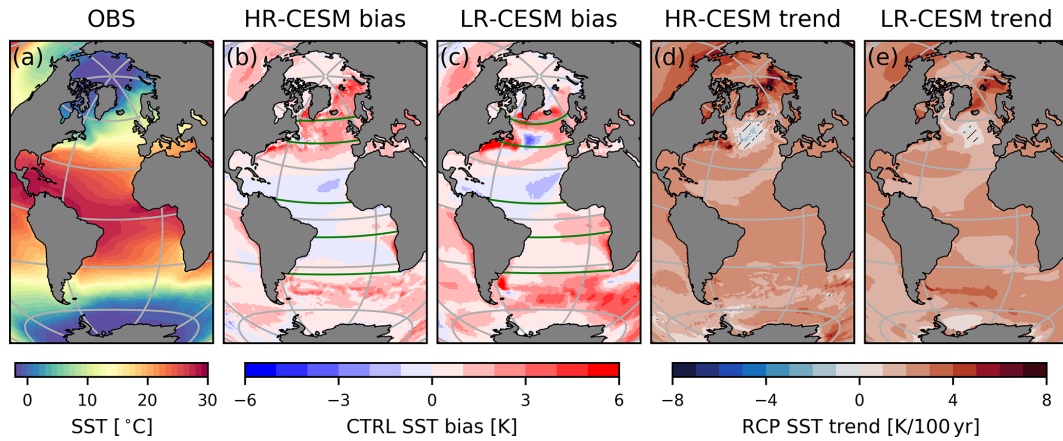 OBS HR-CESM bias LR-CESM bias HR-CESM trend LR-CESM trend
(a) (b) (c) (d) (e)
0 10 20 30 −6 −3 0 3 6 −8 −4 0 4 8
SST [°C] CTRL SST bias [K] RCP SST trend [K/100 yr]